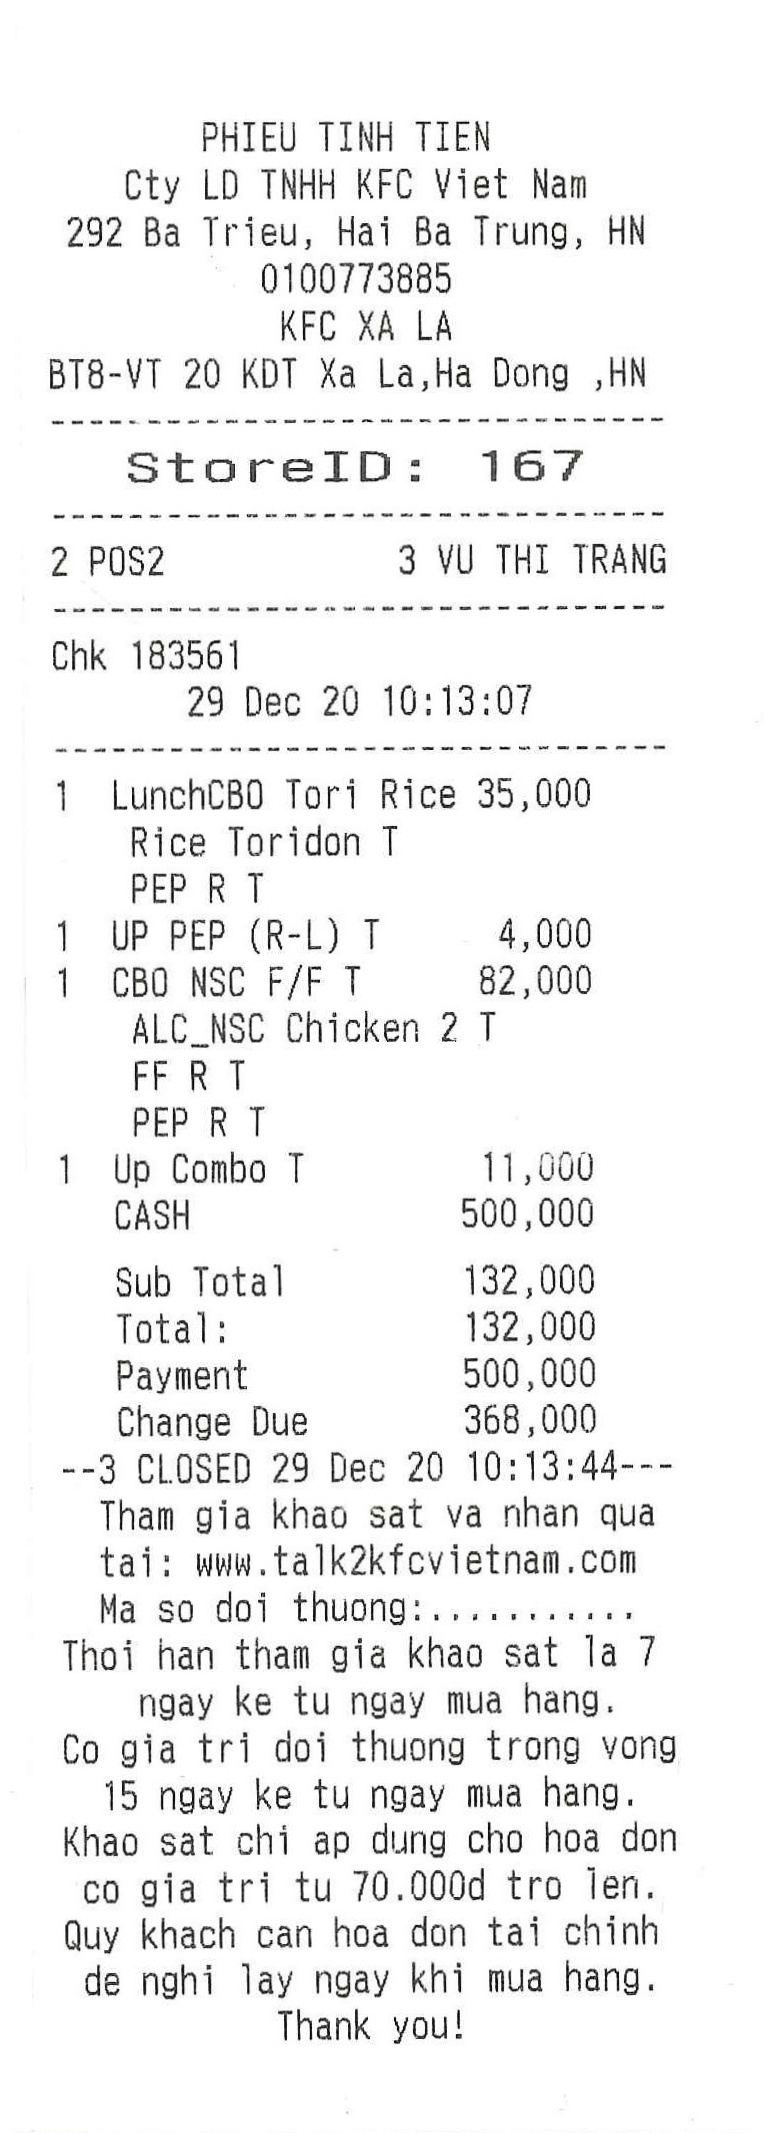 PHIEU TINH TIEN
Cty LD TNHH KFC Viet Nam
292 Ba Trieu, Hai Ba Trung, HN
0100773885
KFC XA LA
BT8-VT 20 KDT Xa La,Ha Dong ,HN
--------------------------------
StoreID: 167
--------------------------------
2 POS2 3 VU THI TRANG
--------------------------------
Chk 183561
29 Dec 20 10:13:07
--------------------------------
1 LunchCBO Tori Rice 35,000
Rice Toridon T
PEP R T
1 UP PEP (R-L) T 4,000
1 CBO NSC F/F T 82,000
ALC_NSC Chicken 2 T
FF R T
PEP R T
1 Up Combo T 11,000
CASH 500,000
Sub Total 132,000
Total: 132,000
Payment 500,000
Change Due 368,000
--3 CLOSED 29 Dec 20 10:13:44---
Tham gia khao sat va nhan qua
tai: www.talk2kfcvietnam.com
Ma so doi thuong:...........
Thoi han tham gia khao sat la 7
ngay ke tu ngay mua hang.
Co gia tri doi thuong trong vong
15 ngay ke tu ngay mua hang.
Khao sat chi ap dung cho hoa don
co gia tri tu 70.000d tro len.
Quy khach can hoa don tai chinh
de nghi lay ngay khi mua hang.
Thank you!